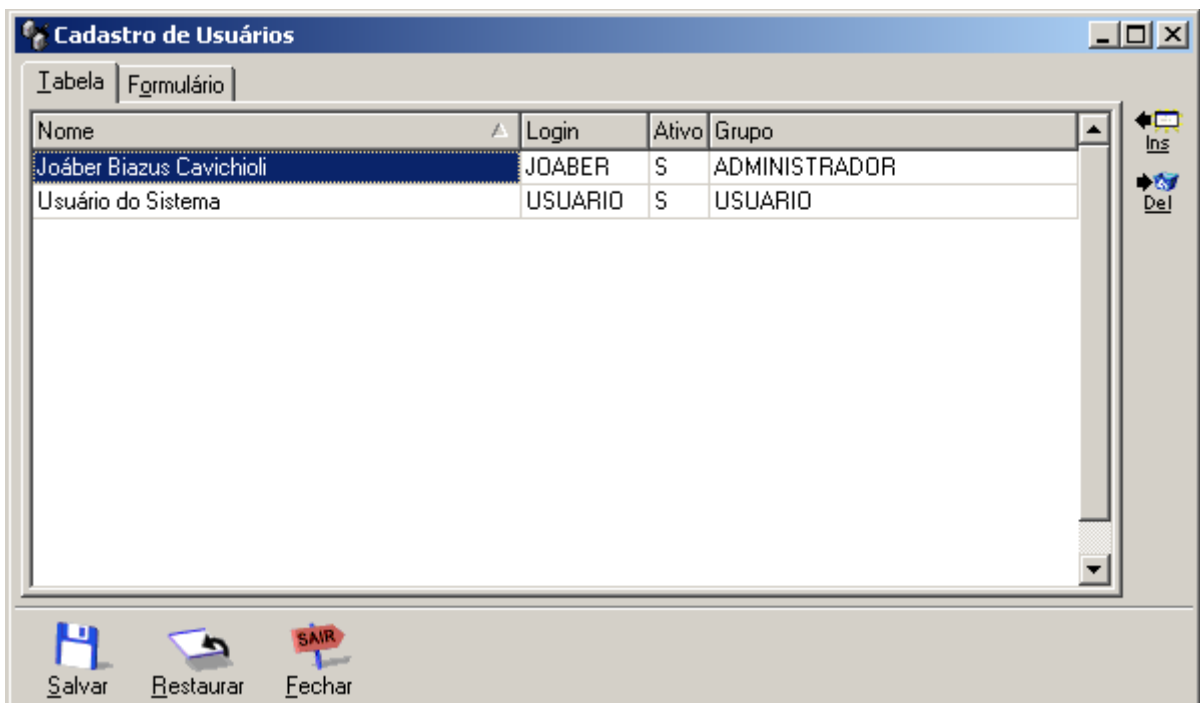 Cadastro de Usuários
Tabela Formulário
Nome Login Ativo Grupo
Joáber Biazus Cavichioli JOABER S ADMINISTRADOR
Usuário do Sistema USUARIO S USUARIO
Ins
Del
SAIR
Salvar Restaurar Fechar